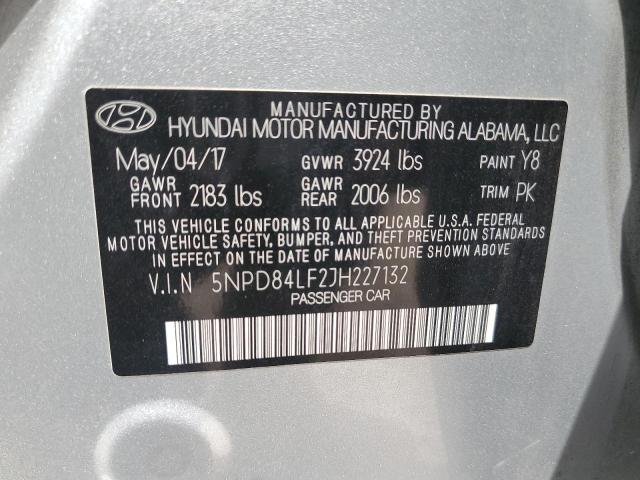 MANUFACTURED BY
HYUNDAI MOTOR MANUFACTURING ALABAMA, LLC
May/04/17 GVWR 3924 lbs PAINT Y8
GAWR FRONT 2183 lbs GAWR REAR 2006 lbs TRIM PK
THIS VEHICLE CONFORMS TO ALL APPLICABLE U.S.A. FEDERAL
MOTOR VEHICLE SAFETY, BUMPER, AND THEFT PREVENTION STANDARDS
IN EFFECT ON THE DATE OF MANUFACTURE SHOWN ABOVE.
V.I.N 5NPD84LF2JH227132
PASSENGER CAR